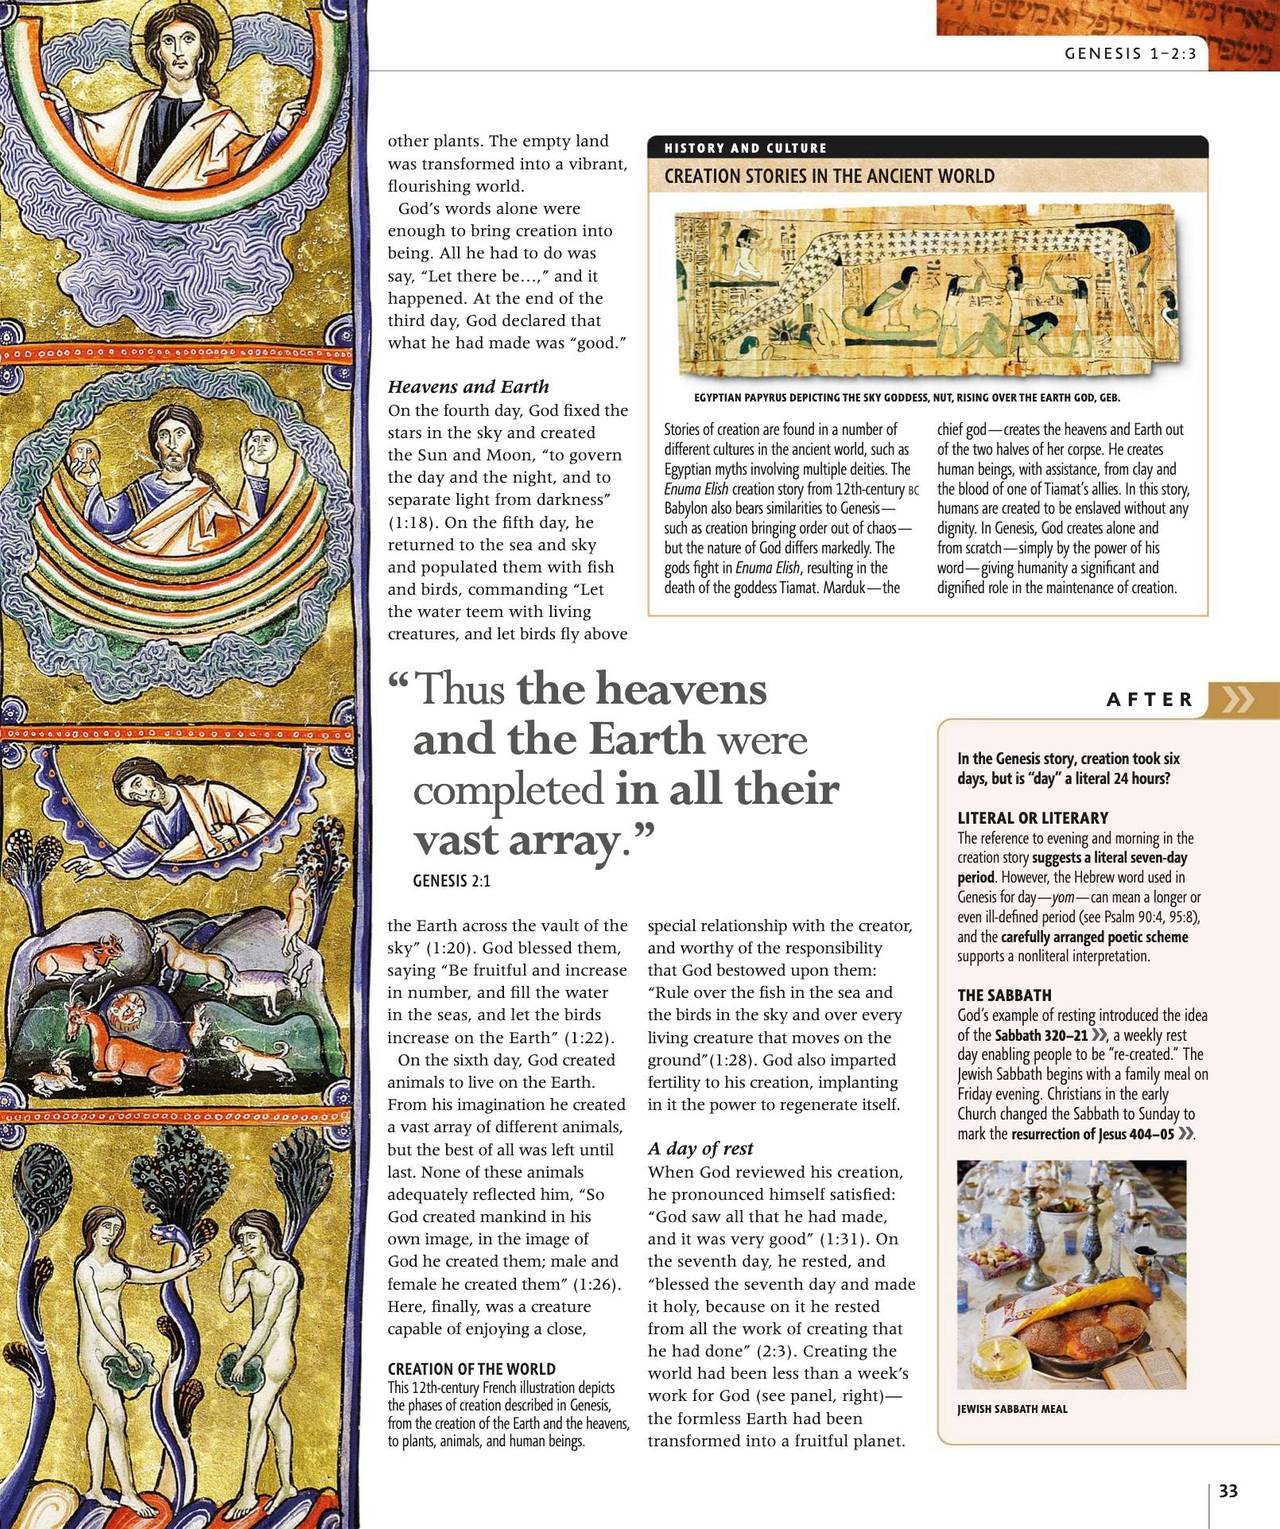 GENESIS 1–2:3
other plants. The empty land
was transformed into a vibrant,
flourishing world.
God’s words alone were
enough to bring creation into
being. All he had to do was
say, “Let there be…,” and it
happened. At the end of the
third day, God declared that
what he had made was “good.”
Heavens and Earth
On the fourth day, God fixed the
stars in the sky and created
the Sun and Moon, “to govern
the day and the night, and to
separate light from darkness”
(1:18). On the fifth day, he
returned to the sea and sky
and populated them with fish
and birds, commanding “Let
the water teem with living
creatures, and let birds fly above
HISTORY AND CULTURE
CREATION STORIES IN THE ANCIENT WORLD
EGYPTIAN PAPYRUS DEPICTING THE SKY GODDESS, NUT, RISING OVER THE EARTH GOD, GEB.
Stories of creation are found in a number of
different cultures in the ancient world, such as
Egyptian myths involving multiple deities. The
Enuma Elish creation story from 12th-century BC
Babylon also bears similarities to Genesis—
such as creation bringing order out of chaos—
but the nature of God differs markedly. The
gods fight in Enuma Elish, resulting in the
death of the goddess Tiamat. Marduk—the
chief god—creates the heavens and Earth out
of the two halves of her corpse. He creates
human beings, with assistance, from clay and
the blood of one of Tiamat’s allies. In this story,
humans are created to be enslaved without any
dignity. In Genesis, God creates alone and
from scratch—simply by the power of his
word—giving humanity a significant and
dignified role in the maintenance of creation.
“Thus the heavens
and the Earth were
completed in all their
vast array.”
GENESIS 2:1
the Earth across the vault of the
sky” (1:20). God blessed them,
saying “Be fruitful and increase
in number, and fill the water
in the seas, and let the birds
increase on the Earth” (1:22).
On the sixth day, God created
animals to live on the Earth.
From his imagination he created
a vast array of different animals,
but the best of all was left until
last. None of these animals
adequately reflected him, “So
God created mankind in his
own image, in the image of
God he created them; male and
female he created them” (1:26).
Here, finally, was a creature
capable of enjoying a close,
CREATION OF THE WORLD
This 12th-century French illustration depicts
the phases of creation described in Genesis,
from the creation of the Earth and the heavens,
to plants, animals, and human beings.
special relationship with the creator,
and worthy of the responsibility
that God bestowed upon them:
“Rule over the fish in the sea and
the birds in the sky and over every
living creature that moves on the
ground”(1:28). God also imparted
fertility to his creation, implanting
in it the power to regenerate itself.
A day of rest
When God reviewed his creation,
he pronounced himself satisfied:
“God saw all that he had made,
and it was very good” (1:31). On
the seventh day, he rested, and
“blessed the seventh day and made
it holy, because on it he rested
from all the work of creating that
he had done” (2:3). Creating the
world had been less than a week’s
work for God (see panel, right)—
the formless Earth had been
transformed into a fruitful planet.
AFTER »
In the Genesis story, creation took six
days, but is “day” a literal 24 hours?
LITERAL OR LITERARY
The reference to evening and morning in the
creation story suggests a literal seven-day
period. However, the Hebrew word used in
Genesis for day—yom—can mean a longer or
even ill-defined period (see Psalm 90:4, 95:8),
and the carefully arranged poetic scheme
supports a nonliteral interpretation.
THE SABBATH
God’s example of resting introduced the idea
of the Sabbath 320–21 », a weekly rest
day enabling people to be “re-created.” The
Jewish Sabbath begins with a family meal on
Friday evening. Christians in the early
Church changed the Sabbath to Sunday to
mark the resurrection of Jesus 404–05 ».
JEWISH SABBATH MEAL
33